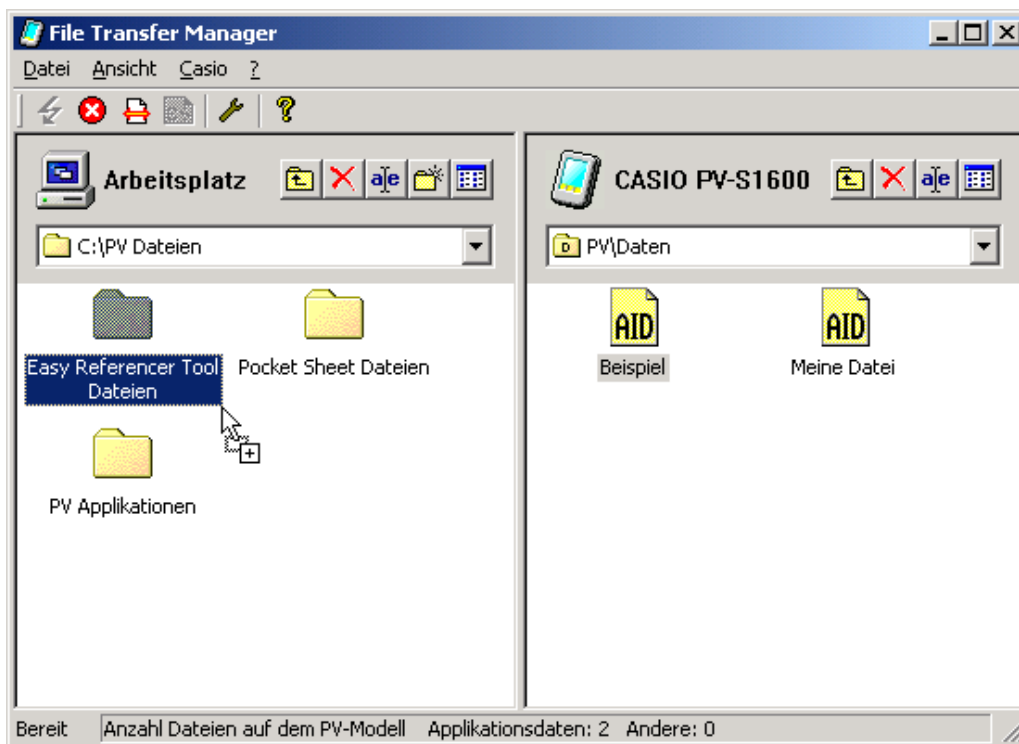 File Transfer Manager
Datei Ansicht Casio ?
Arbeitsplatz
C:\PV Dateien
Easy Referencer Tool
Dateien
Pocket Sheet Dateien
PV Applikationen
CASIO PV-S1600
PV\Daten
AID
Beispiel
AID
Meine Datei
Bereit
Anzahl Dateien auf dem PV-Modell Applikationsdaten: 2 Andere: 0